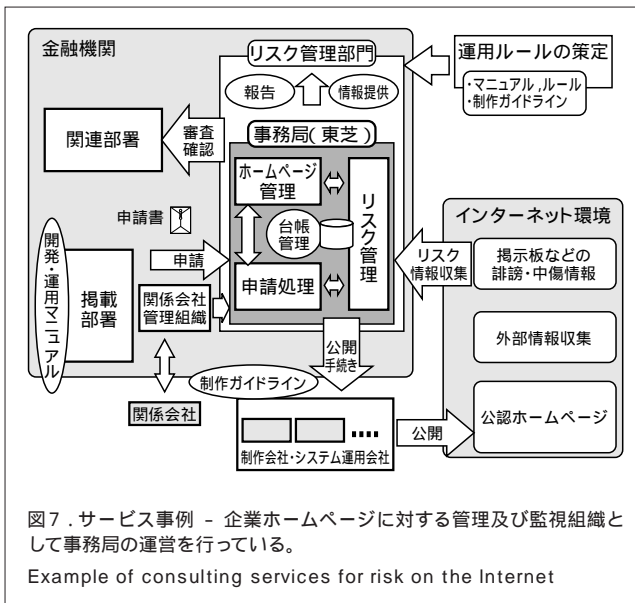 金融機関
リスク管理部門
報告
情報提供
運用ルールの策定
・マニュアル,ルール
・制作ガイドライン
関連部署
審査
確認
事務局(東芝)
ホームページ
管理
台帳
管理
リスク管理
申請処理
申請書
申請
開発・運用マニュアル
掲載
部署
関係会社
管理組織
関係会社
公開
手続き
制作ガイドライン
制作会社・システム運用会社
公開
インターネット環境
リスク
情報収集
掲示板などの
誹謗・中傷情報
外部情報収集
公認ホームページ
図7.サービス事例 - 企業ホームページに対する管理及び監視組織と
して事務局の運営を行っている。
Example of consulting services for risk on the Internet